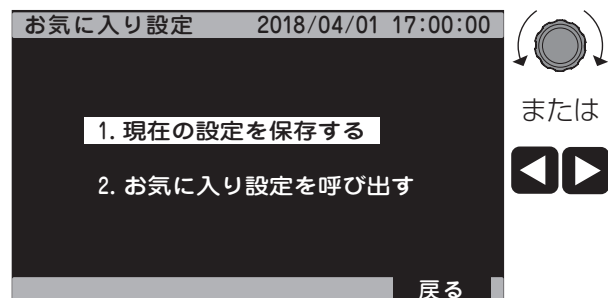 お気に入り設定 2018/04/01 17:00:00
または
1. 現在の設定を保存する
2. お気に入り設定を呼び出す
戻る